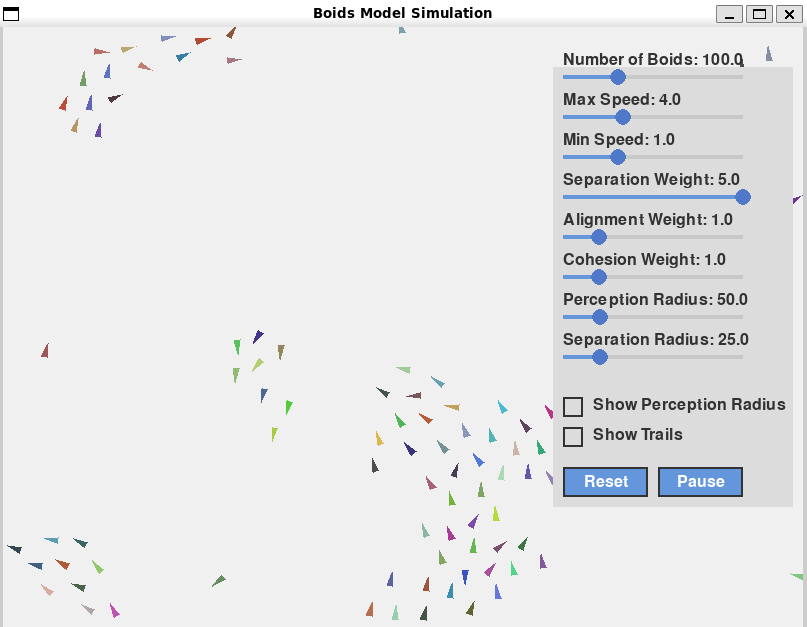 Boids Model Simulation
Number of Boids: 100.0
Max Speed: 4.0
Min Speed: 1.0
Separation Weight: 5.0
Alignment Weight: 1.0
Cohesion Weight: 1.0
Perception Radius: 50.0
Separation Radius: 25.0
Show Perception Radius
Show Trails
Reset Pause